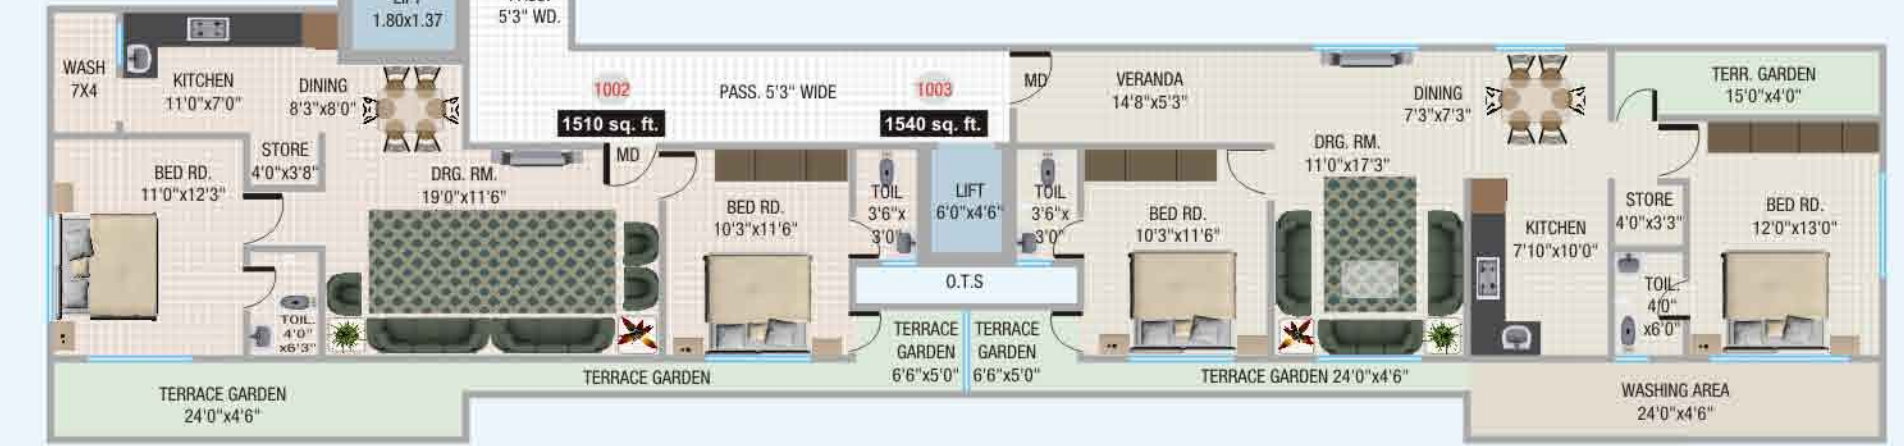 LIFT
1.80x1.37
PASS.
5'3" WD.
WASH
7X4
KITCHEN
11'0"x7'0"
DINING
8'3"x8'0"
STORE
4'0"x3'8"
BED RD.
11'0"x12'3"
DRG. RM.
19'0"x11'6"
TOIL.
4'0"
x6'3"
1002
1510 sq. ft.
MD
PASS. 5'3" WIDE
1003
1540 sq. ft.
BED RD.
10'3"x11'6"
TOIL
3'6"x
3'0"
LIFT
6'0"x4'6"
TOIL
3'6"x
3'0"
O.T.S
MD
VERANDA
14'8"x5'3"
DINING
7'3"x7'3"
DRG. RM.
11'0"x17'3"
BED RD.
10'3"x11'6"
TERR. GARDEN
15'0"x4'0"
KITCHEN
7'10"x10'0"
STORE
4'0"x3'3"
BED RD.
12'0"x13'0"
TOIL.
4'0"
x6'0"
TERRACE GARDEN
24'0"x4'6"
TERRACE GARDEN
TERRACE
GARDEN
6'6"x5'0"
TERRACE
GARDEN
6'6"x5'0"
TERRACE GARDEN 24'0"x4'6"
WASHING AREA
24'0"x4'6"